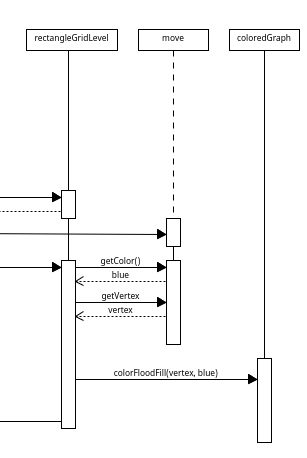 rectangleGridLevel
move
coloredGraph
getColor()
blue
getVertex
vertex
colorFloodFill(vertex, blue)